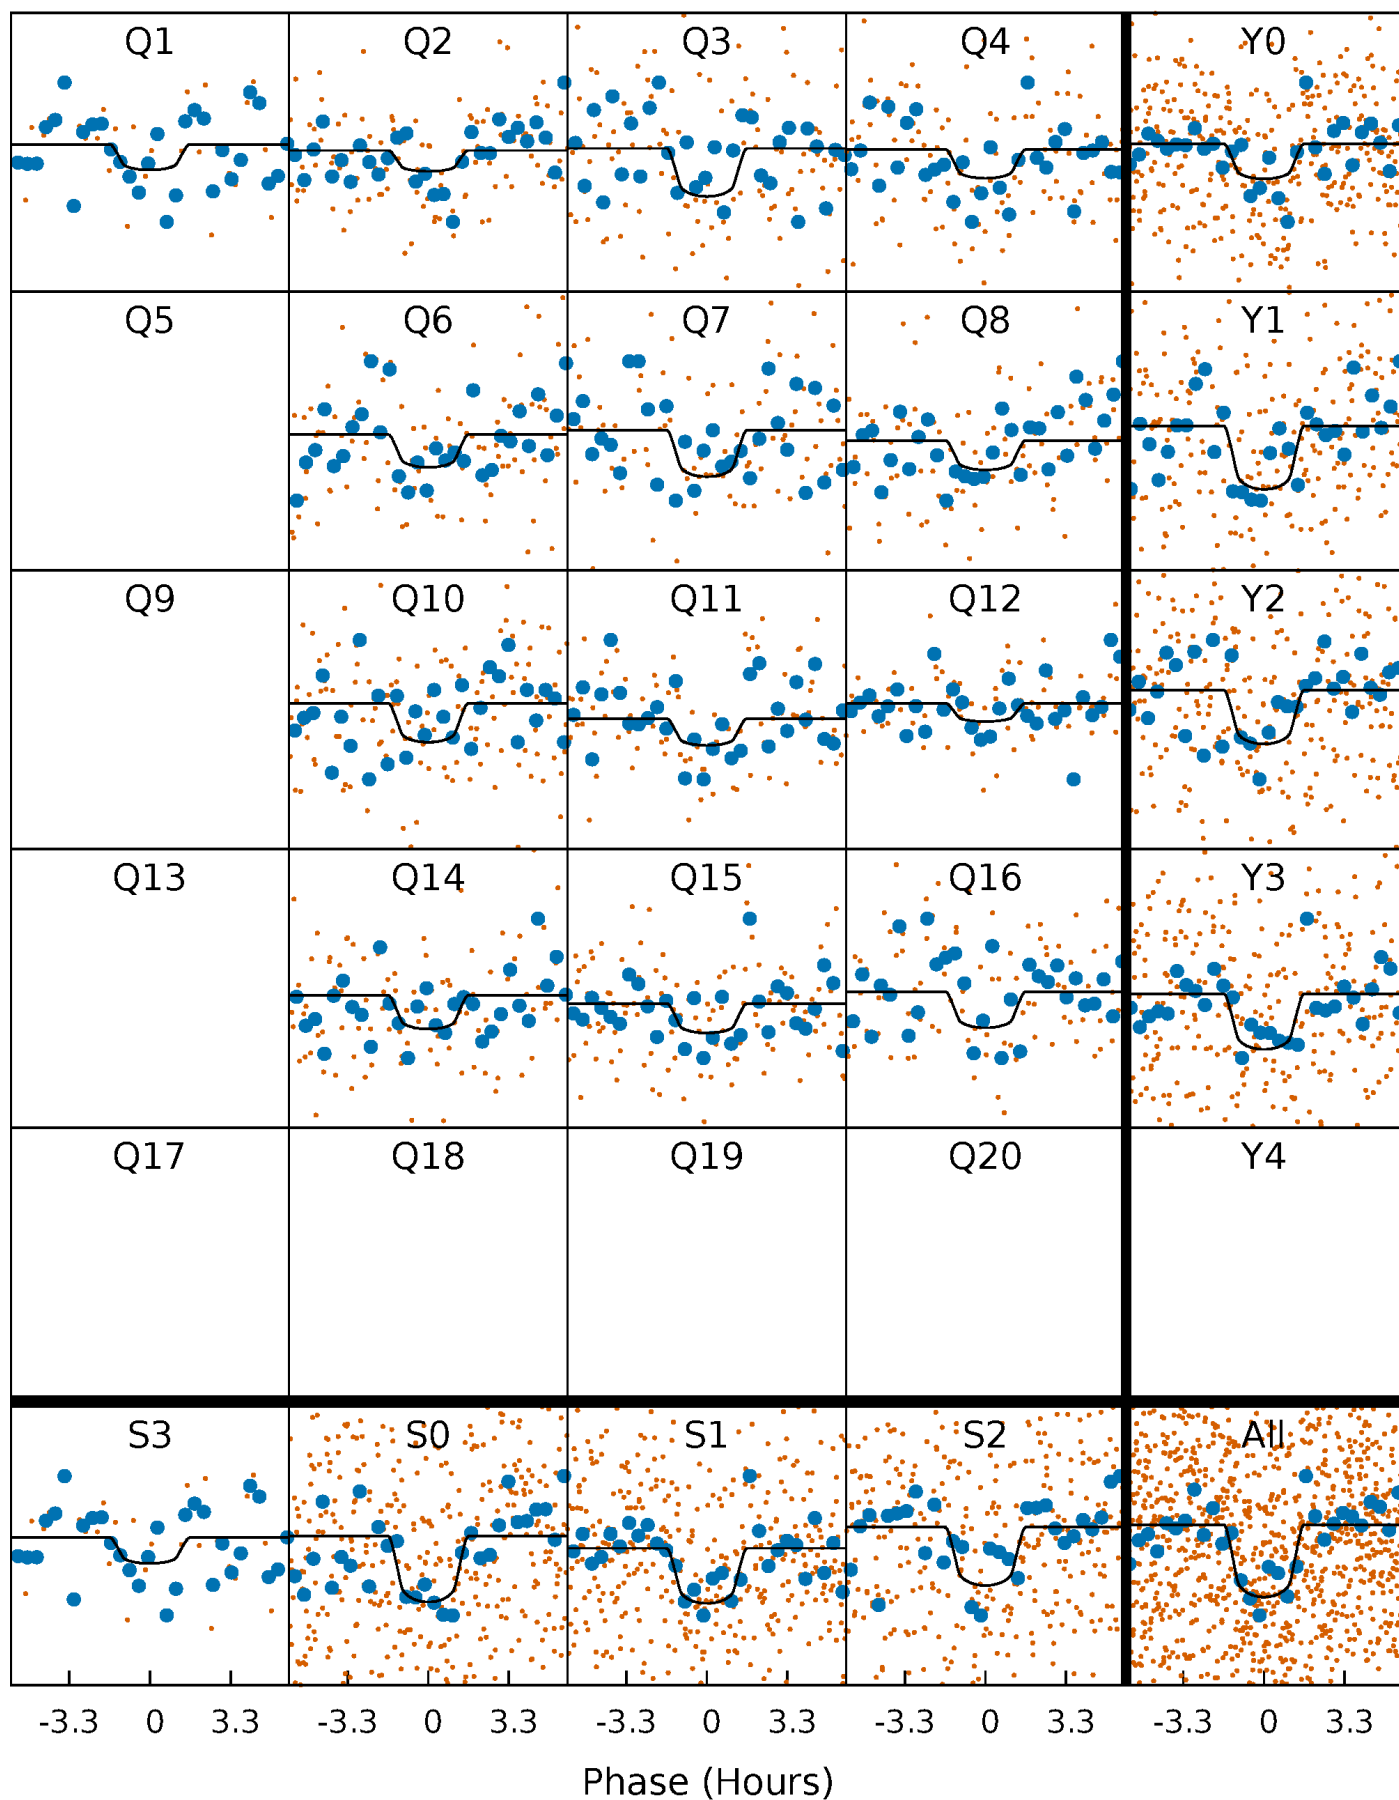 Q1 Q2 Q3 Q4 Y0
Q5 Q6 Q7 Q8 Y1
Q9 Q10 Q11 Q12 Y2
Q13 Q14 Q15 Q16 Y3
Q17 Q18 Q19 Q20 Y4
S3 S0 S1 S2 All
-3.3 0 3.3 -3.3 0 3.3 -3.3 0 3.3 -3.3 0 3.3 -3.3 0 3.3
Phase (Hours)